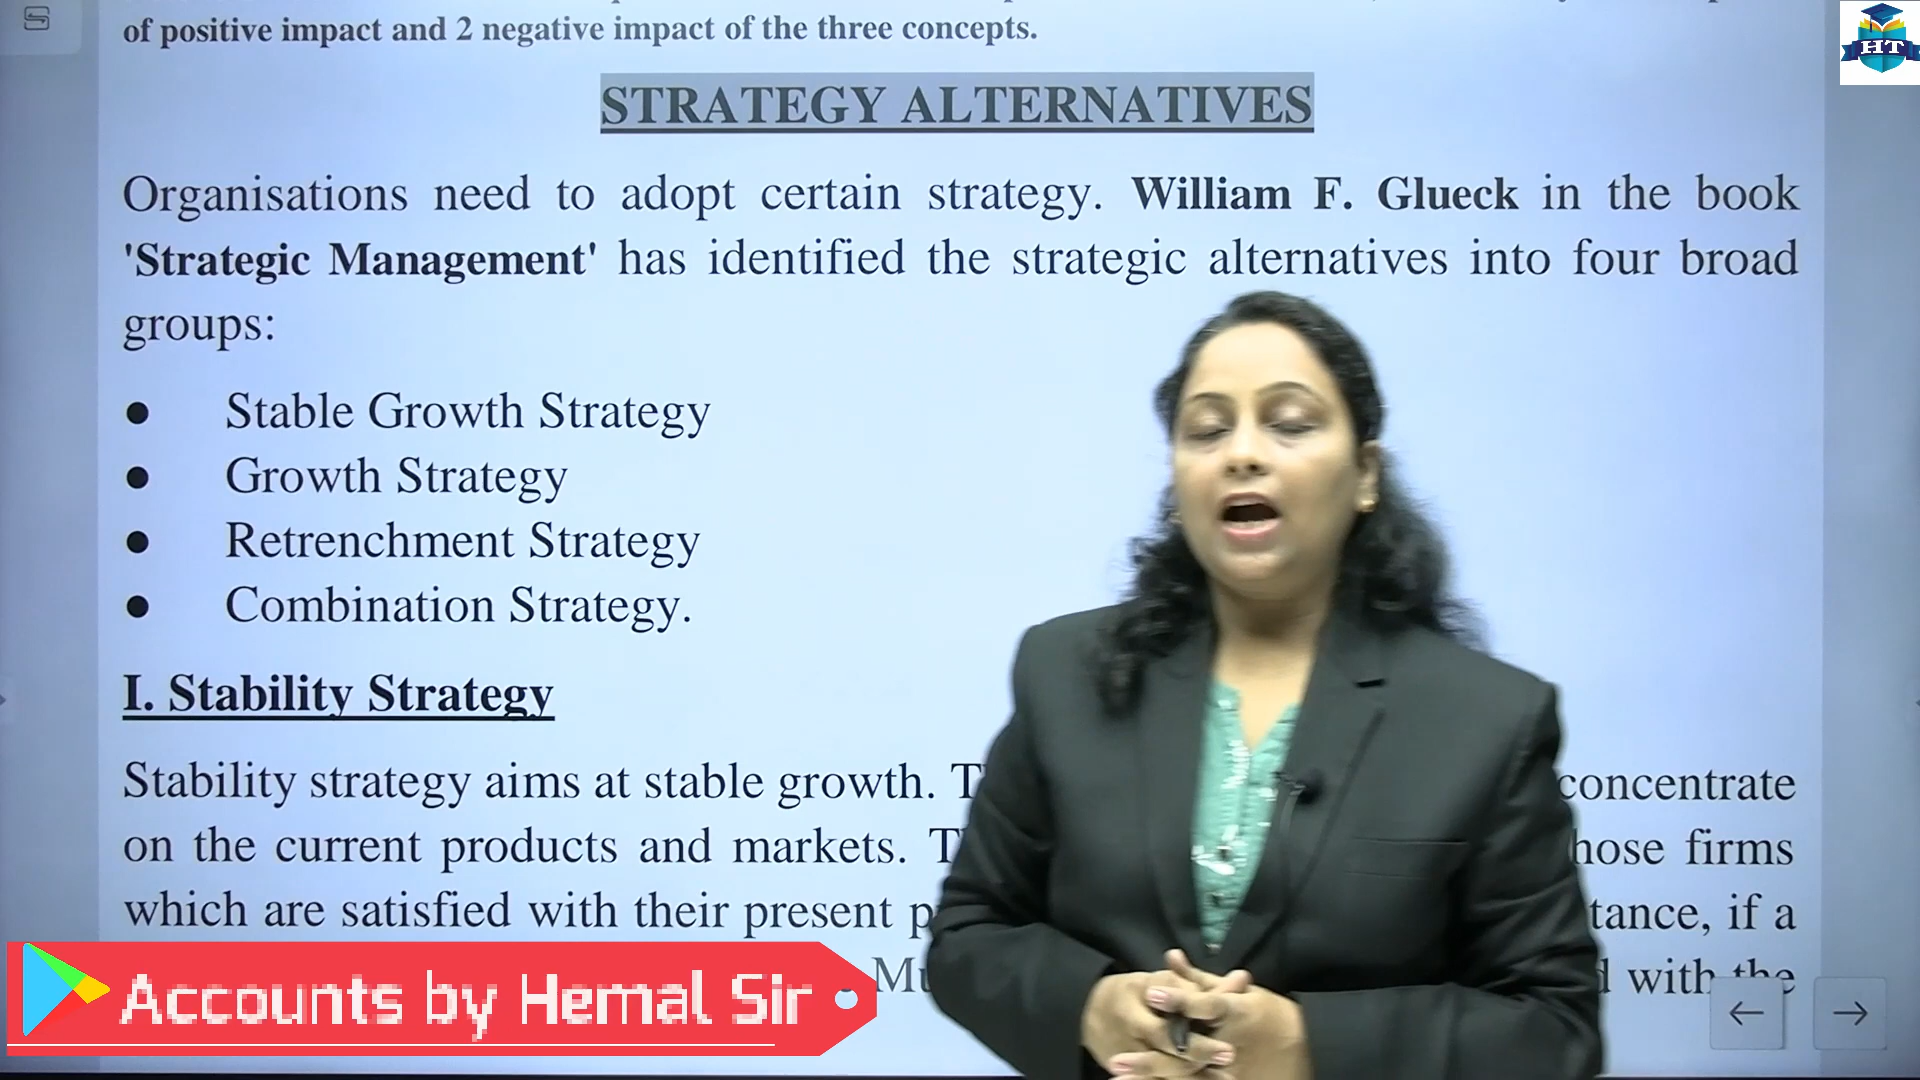 of positive impact and 2 negative impact of the three concepts.
HT
STRATEGY ALTERNATIVES
Organisations need to adopt certain strategy. William F. Glueck in the book
'Strategic Management' has identified the strategic alternatives into four broad
groups:
● Stable Growth Strategy
● Growth Strategy
● Retrenchment Strategy
● Combination Strategy.
I. Stability Strategy
Stability strategy aims at stable growth. concentrate
on the current products and markets. firms
which are satisfied with their present if a
with the
Accounts by Hemal Sir